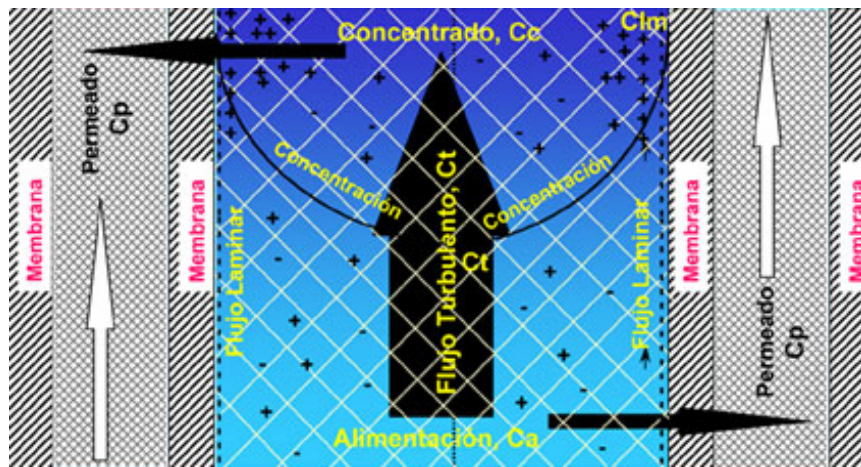 Concentrado, Cc
Clm
Permeado
Cp
Membrana
Membrana
Concentración
Concentración
Flujo Turbulanto, Ct
Ct
Flujo Laminar
Flujo Laminar
Membrana
Membrana
Permeado
Cp
Alimentación, Ca